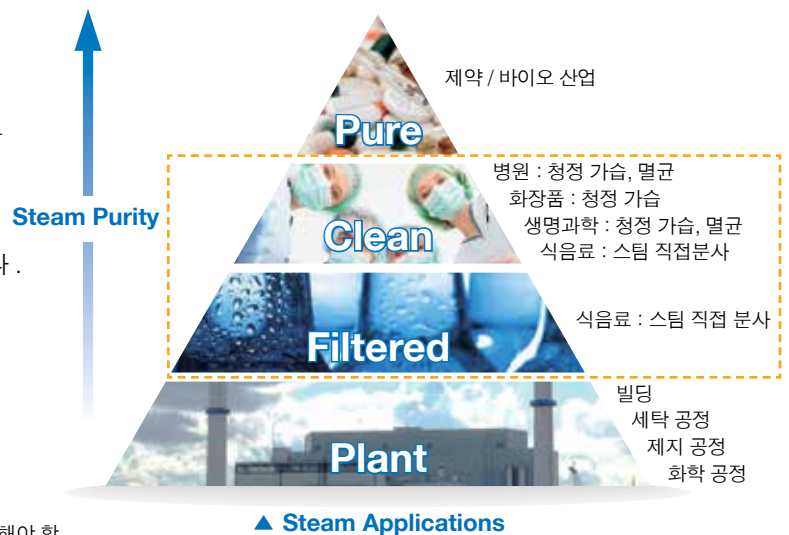 제약 / 바이오 산업
Pure
병원 : 청정 가습, 멸균
화장품 : 청정 가습
생명과학 : 청정 가습, 멸균
식음료 : 스팀 직접분사
Clean
Steam Purity
식음료 : 스팀 직접 분사
Filtered
빌딩
세탁 공정
제지 공정
화학 공정
Plant
▲ Steam Applications
해야 함